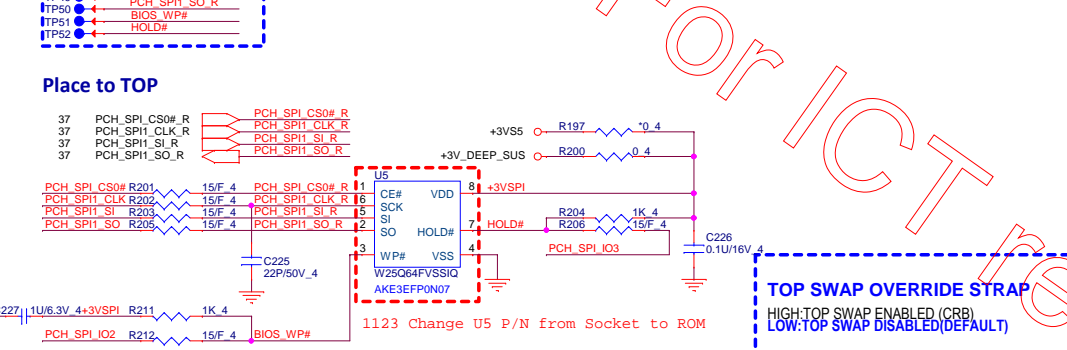 PCH_SPI1_SO_R
TP50
BIOS_WP#
TP51
HOLD#
TP52
Place to TOP
37 PCH_SPI_CS0#_R PCH_SPI_CS0#_R
37 PCH_SPI1_CLK_R PCH_SPI1_CLK_R
37 PCH_SPI1_SI_R PCH_SPI1_SI_R
37 PCH_SPI1_SO_R PCH_SPI1_SO_R
+3VS5 R197 *0_4
+3V_DEEP_SUS R200 0_4
U5
PCH_SPI_CS0# R201 15/F_4 PCH_SPI_CS0#_R 1 CE# VDD 8 +3VSPI
PCH_SPI1_CLK R202 15/F_4 PCH_SPI1_CLK_R 6 SCK
PCH_SPI1_SI R203 15/F_4 PCH_SPI1_SI_R 5 SI
PCH_SPI1_SO R205 15/F_4 PCH_SPI1_SO_R 2 SO HOLD# 7 HOLD#
R204 1K_4
R206 15/F_4
PCH_SPI_IO3
3 WP# VSS 4
C225
22P/50V_4
C226
0.1U/16V_4
W25Q64FVSSIQ
AKE3EFP0N07
227 1U/6.3V_4 +3VSPI R211 1K_4
PCH_SPI_IO2 R212 15/F_4 BIOS_WP#
1123 Change U5 P/N from Socket to ROM
TOP SWAP OVERRIDE STRAP
HIGH:TOP SWAP ENABLED (CRB)
LOW:TOP SWAP DISABLED(DEFAULT)
For ICT re